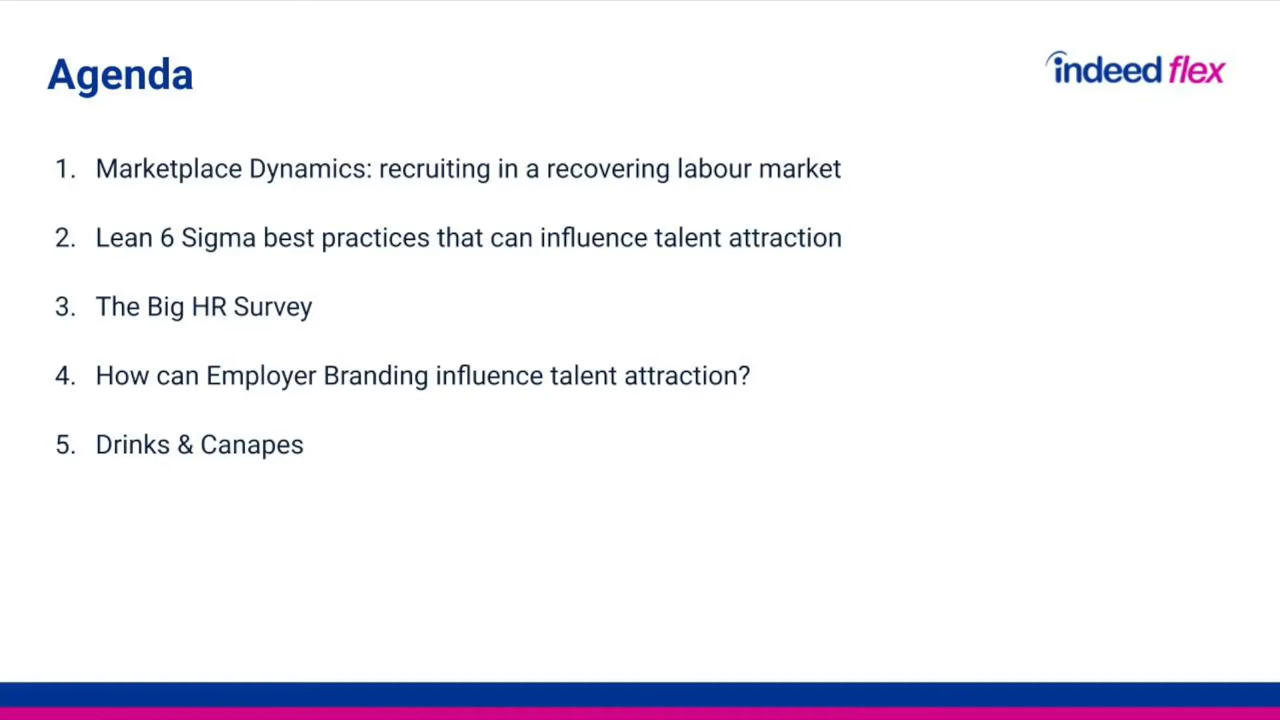 Agenda
indeed flex
1. Marketplace Dynamics: recruiting in a recovering labour market
2. Lean 6 Sigma best practices that can influence talent attraction
3. The Big HR Survey
4. How can Employer Branding influence talent attraction?
5. Drinks & Canapes